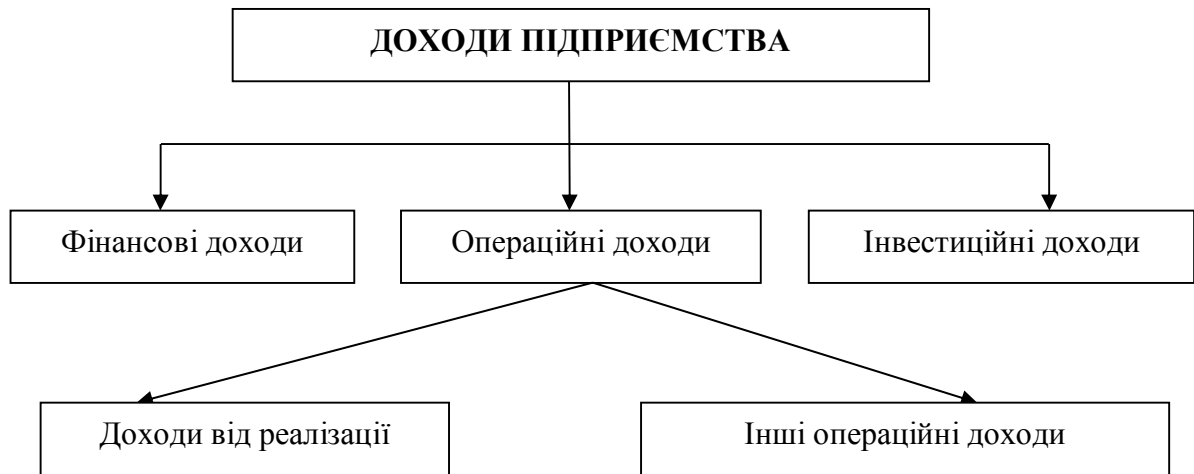 ДОХОДИ ПІДПРИЄМСТВА
Фінансові доходи
Операційні доходи
Інвестиційні доходи
Доходи від реалізації
Інші операційні доходи